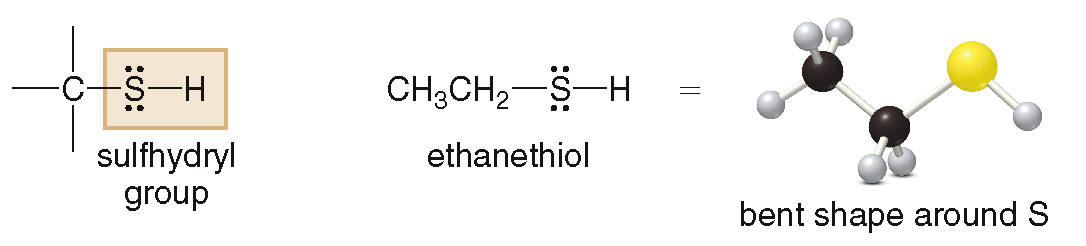 C S H
sulfhydryl
group
CH₃CH₂ S H
ethanethiol
=
bent shape around S